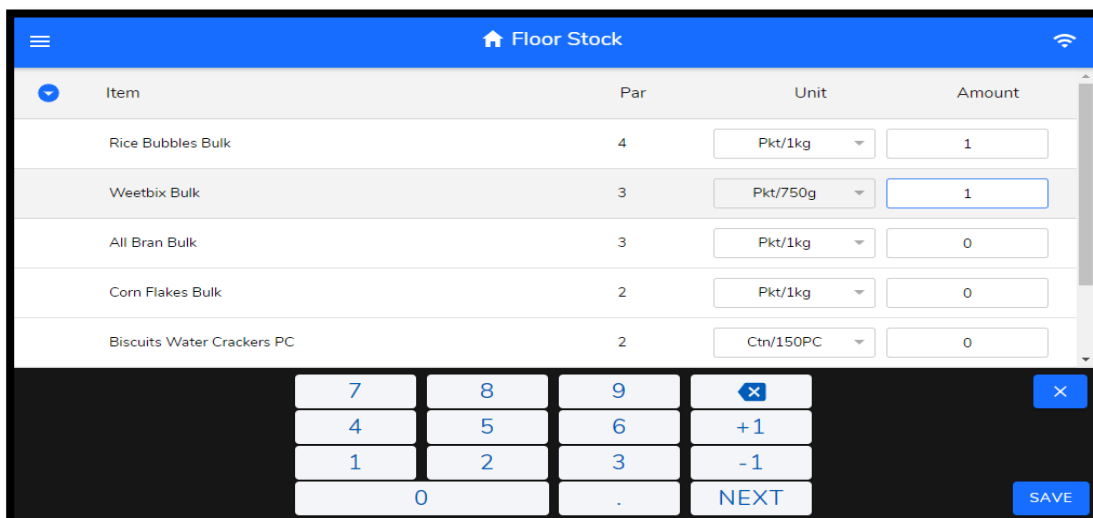 Floor Stock
Item Par Unit Amount
Rice Bubbles Bulk 4 Pkt/1kg 1
Weetbix Bulk 3 Pkt/750g 1
All Bran Bulk 3 Pkt/1kg 0
Corn Flakes Bulk 2 Pkt/1kg 0
Biscuits Water Crackers PC 2 Ctn/150PC 0
7 8 9
4 5 6 +1
1 2 3 -1
0 . NEXT SAVE